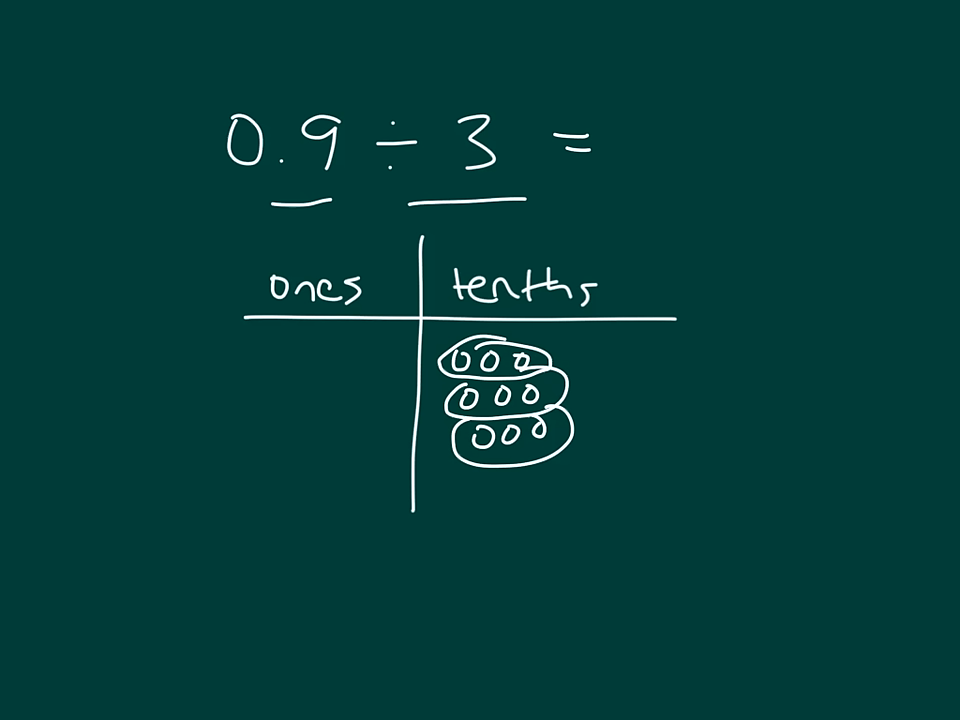 0.9 ÷ 3 =
ones tenths